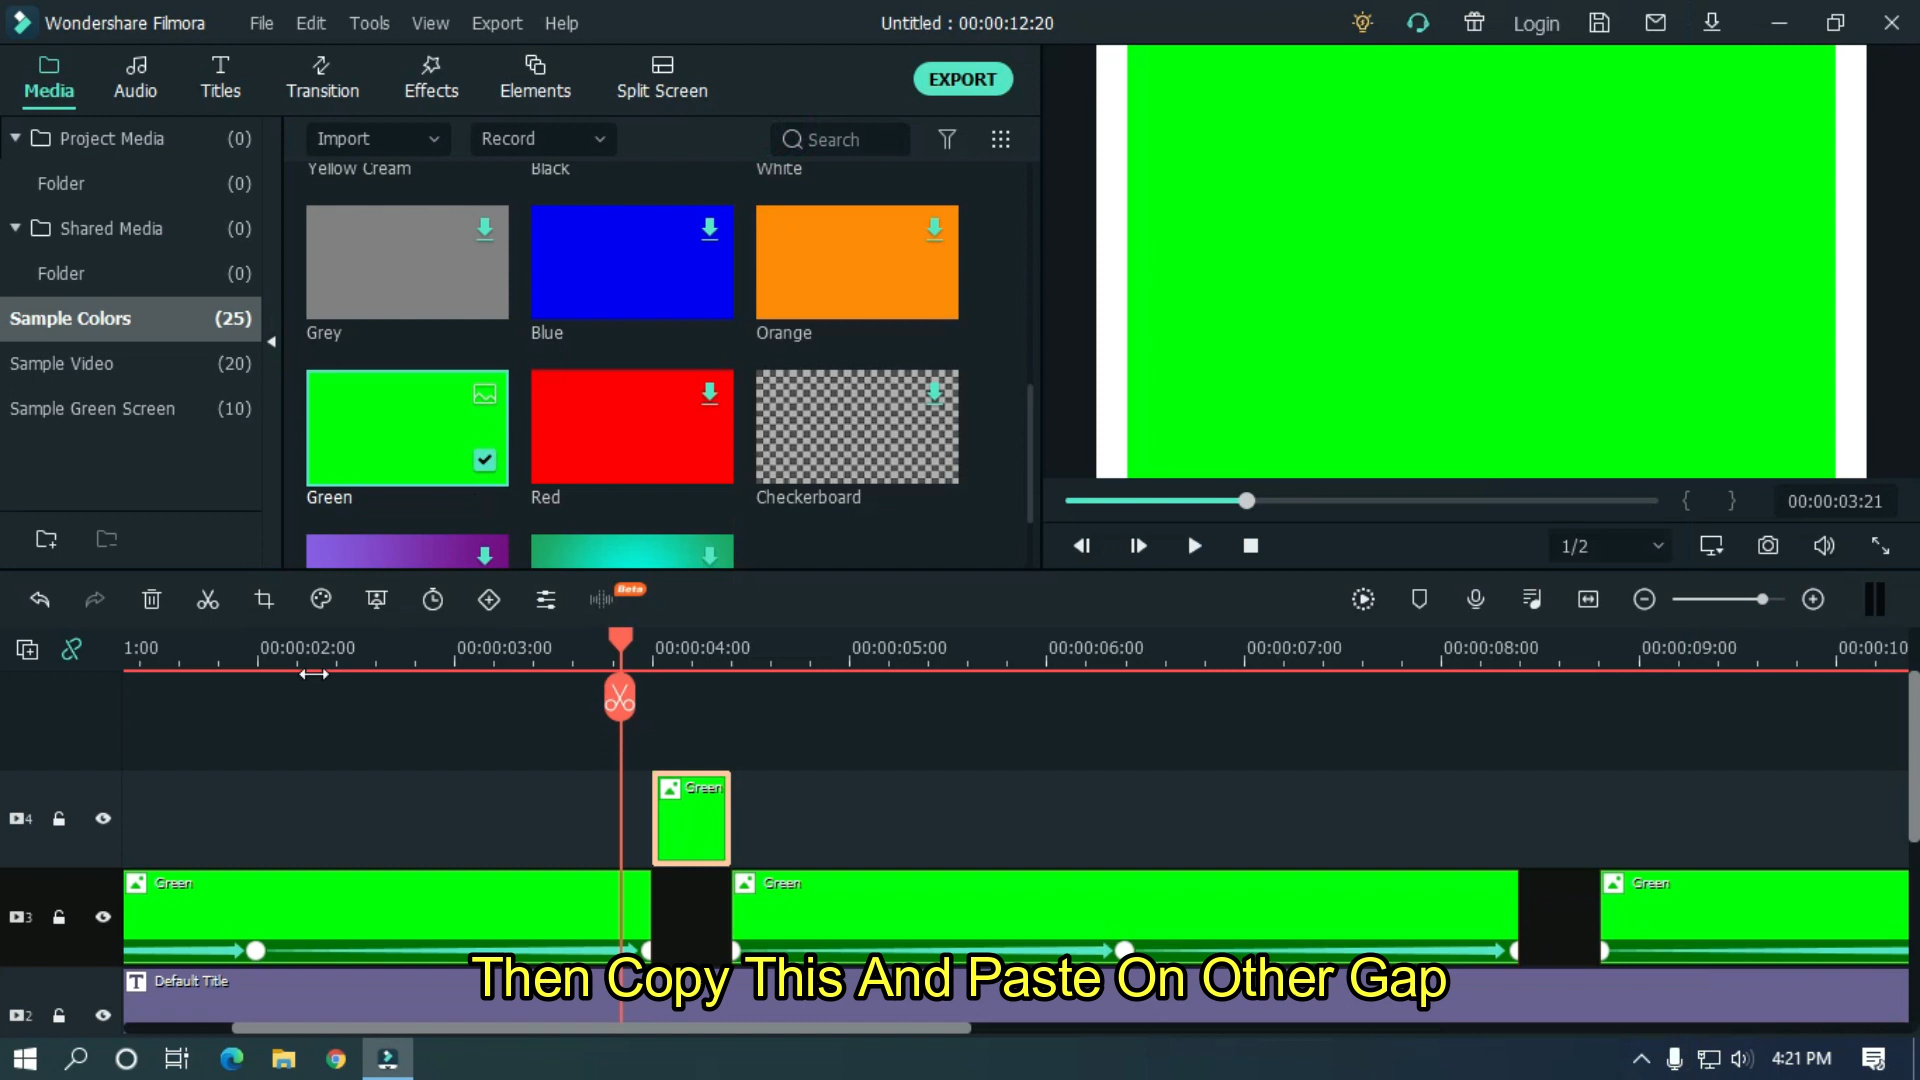 Wondershare Filmora File Edit Tools View Export Help Untitled : 00:00:12:20 Login
Media Audio Titles Transition Effects Elements Split Screen EXPORT
Project Media (0)
Folder (0)
Shared Media (0)
Folder (0)
Sample Colors (25)
Sample Video (20)
Sample Green Screen (10)
Import Record Search
Yellow Cream Black White
Grey Blue Orange
Green Red Checkerboard
{ } 00:00:03:21
1/2
Beta
1:00 00:00:02:00 00:00:03:00 00:00:04:00 00:00:05:00 00:00:06:00 00:00:07:00 00:00:08:00 00:00:09:00 00:00:10
4 Green
3 Green Green Green
2 Default Title
Then Copy This And Paste On Other Gap
4:21 PM